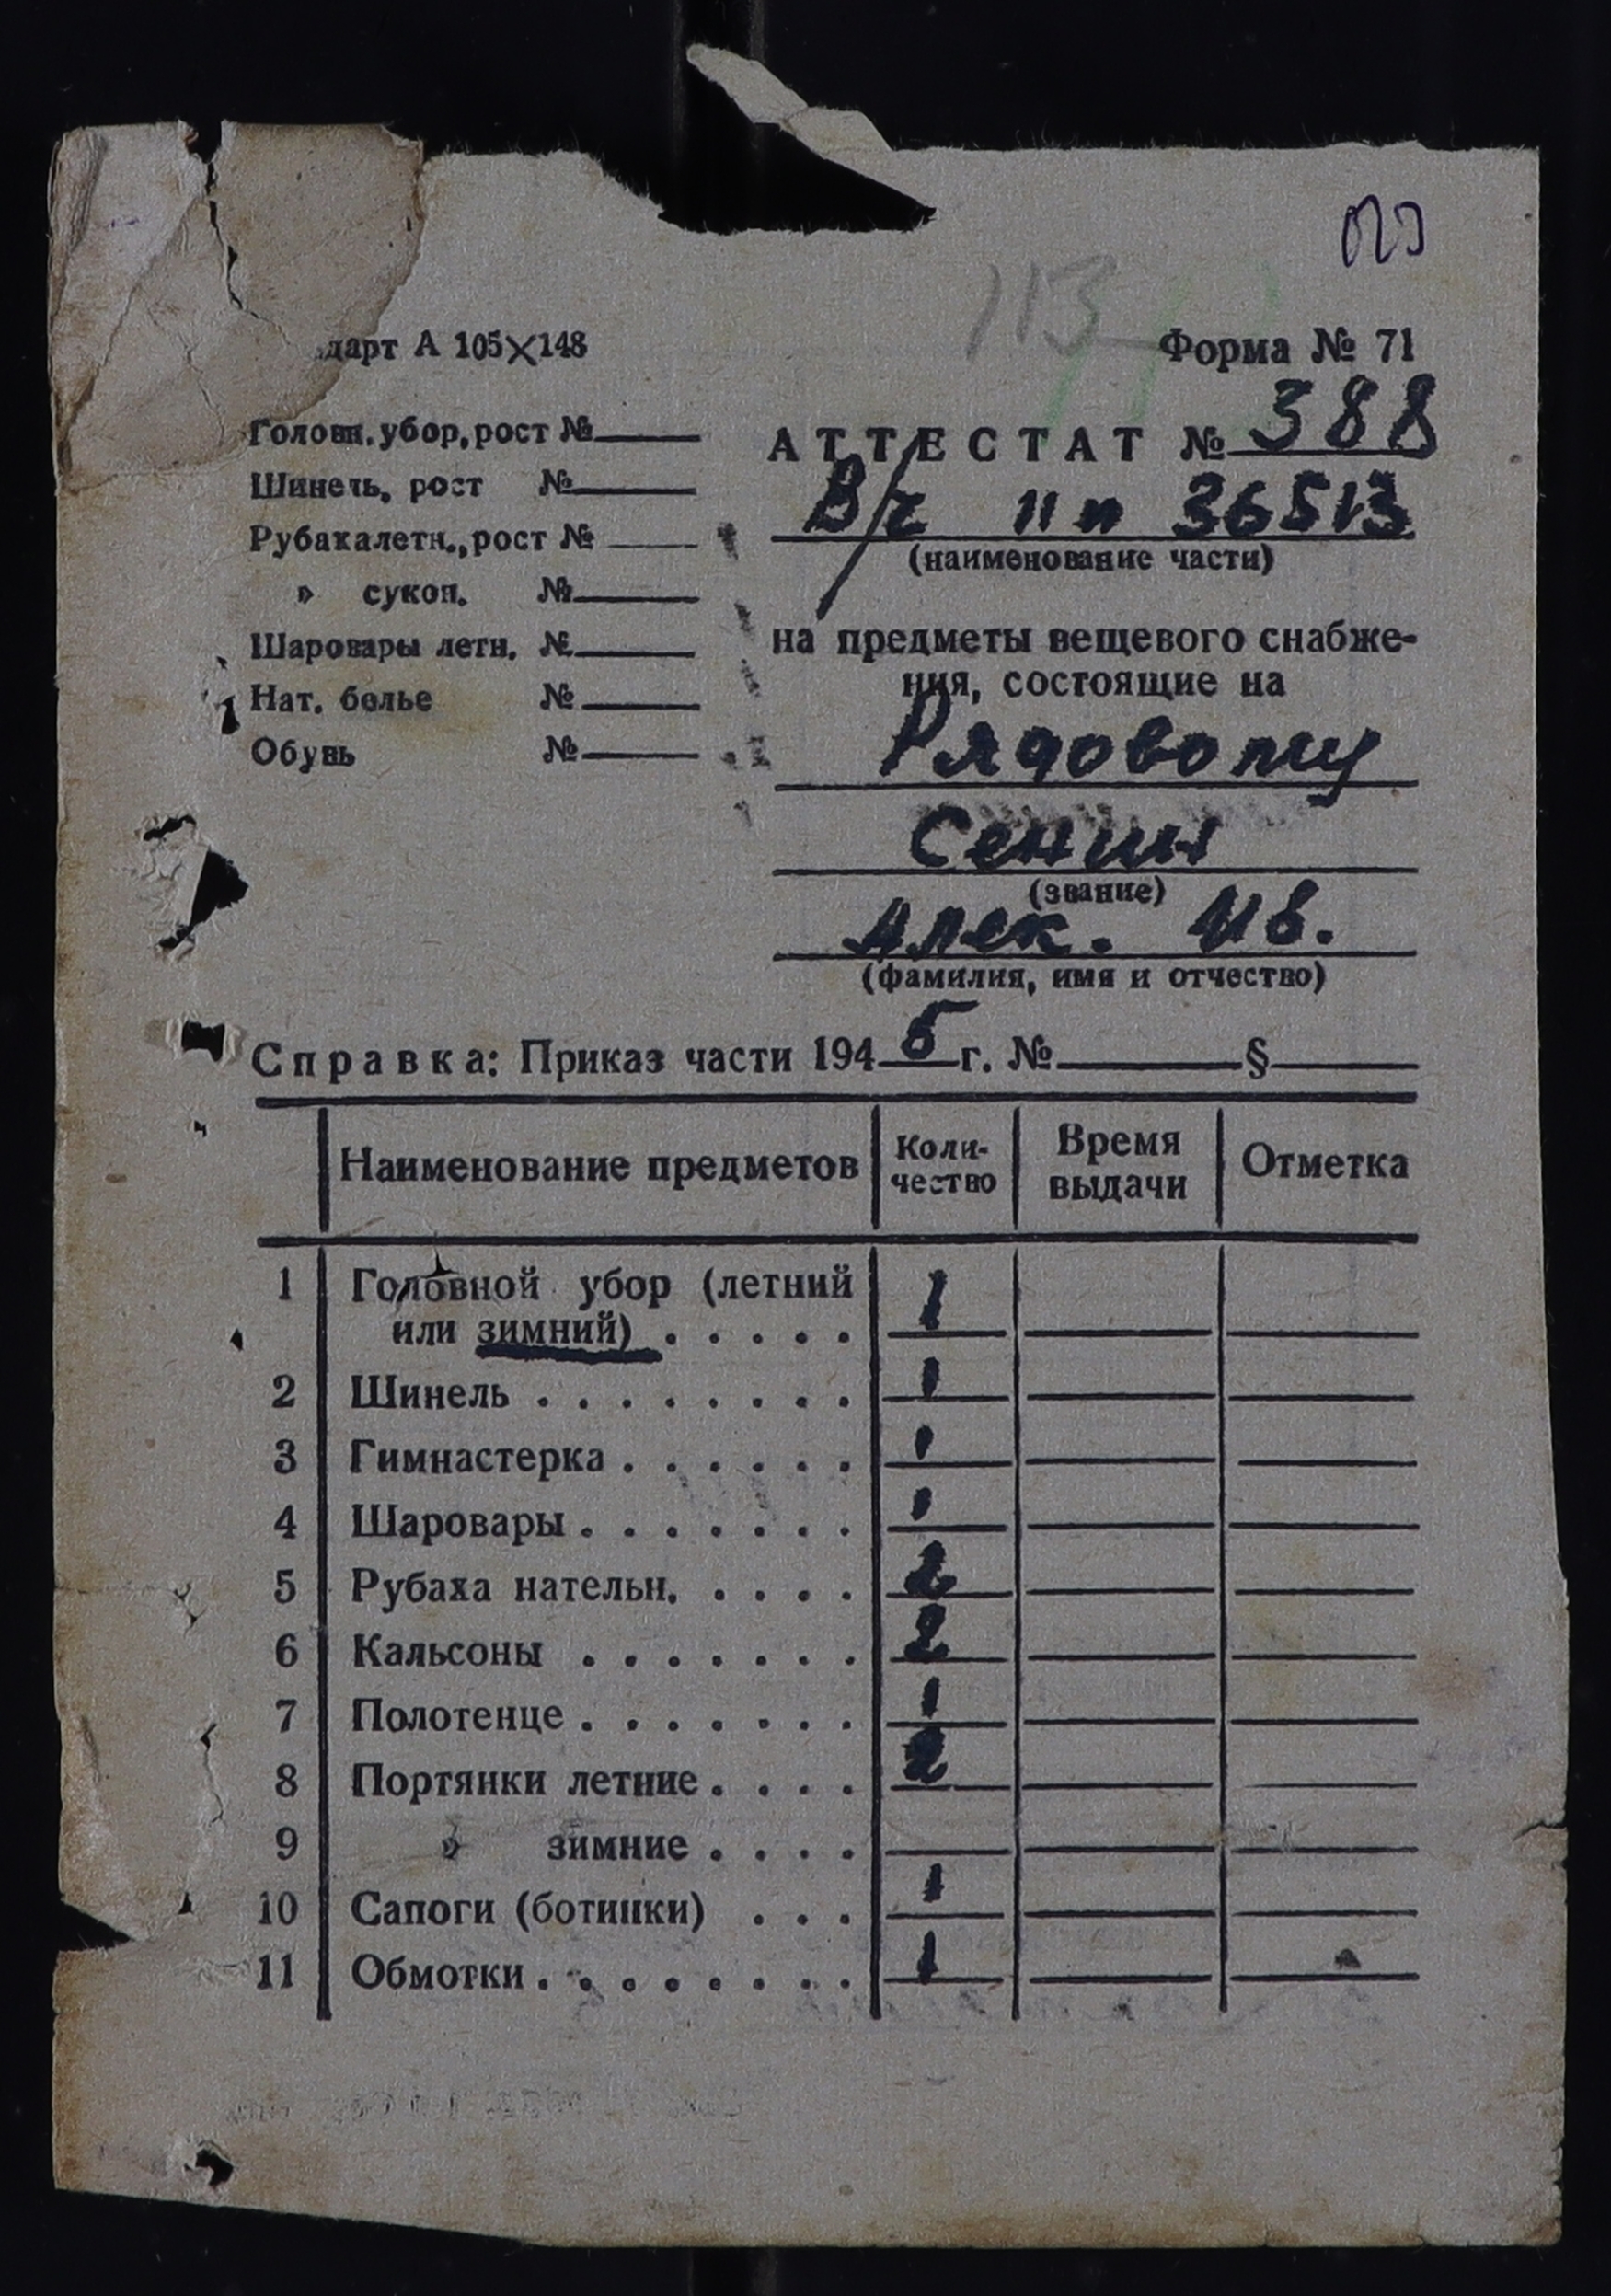 113
дарт А 105×148
Форма № 71
Головн. убор, рост №
Шинель, рост №
Рубаха летн., рост №
» сукон. №
Шаровары летн. №
Нат. белье №
Обувь №
АТТЕСТАТ № 388
В/ч пп 36513
(наименование части)
на предметы вещевого снабже-
ния, состоящие на
Рядовому
Сенин
(звание)
Алек. Ив.
(фамилия, имя и отчество)
Справка: Приказ части 1945 г. № §
Наименование предметов Коли- Время Отметка
чество выдачи
1 Головной убор (летний
или зимний) . . . . . 1
2 Шинель . . . . . . . . 1
3 Гимнастерка . . . . . . 1
4 Шаровары . . . . . . . 1
5 Рубаха нательн. . . . . 2
6 Кальсоны . . . . . . . 2
7 Полотенце . . . . . . . 1
8 Портянки летние . . . . 2
9 » зимние . . . .
10 Сапоги (ботинки) . . . 1
11 Обмотки . . . . . . . . 1